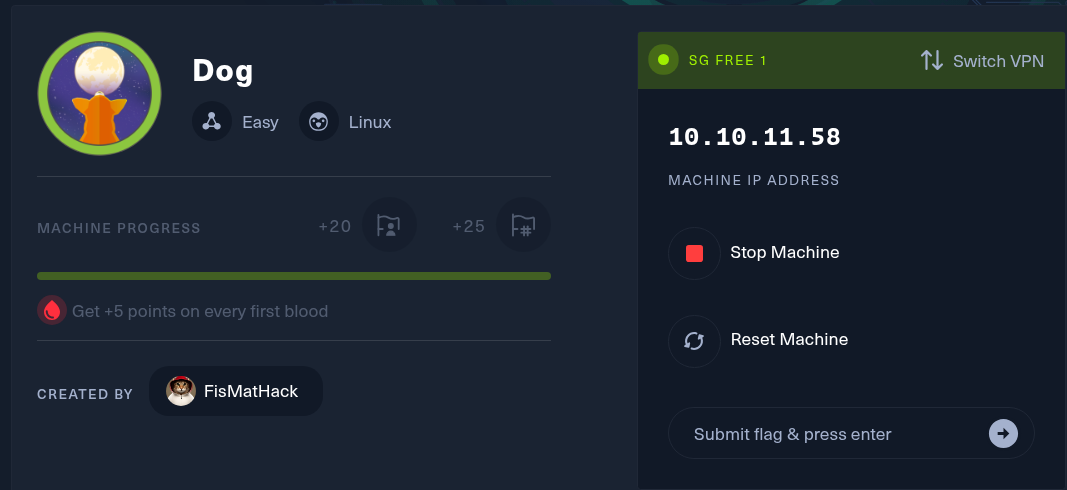 Dog
Easy Linux
MACHINE PROGRESS +20 +25
Get +5 points on every first blood
CREATED BY FisMatHack
SG FREE 1 Switch VPN
10.10.11.58
MACHINE IP ADDRESS
Stop Machine
Reset Machine
Submit flag & press enter